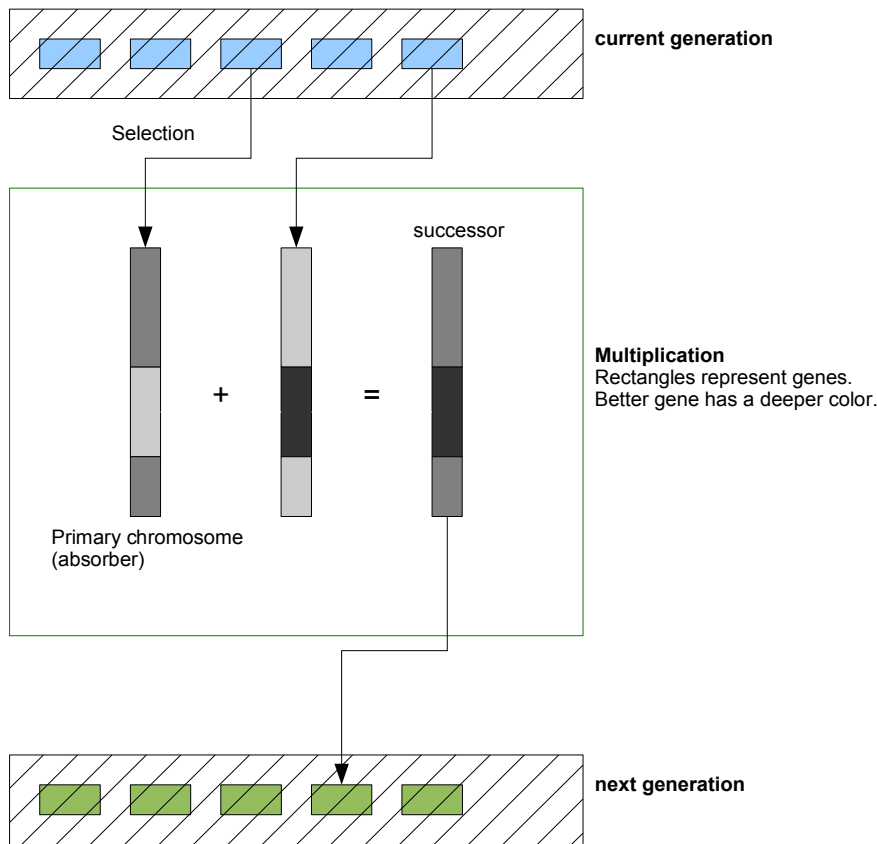 current generation
Selection
successor
Multiplication
Rectangles represent genes.
Better gene has a deeper color.
+
=
Primary chromosome
(absorber)
next generation